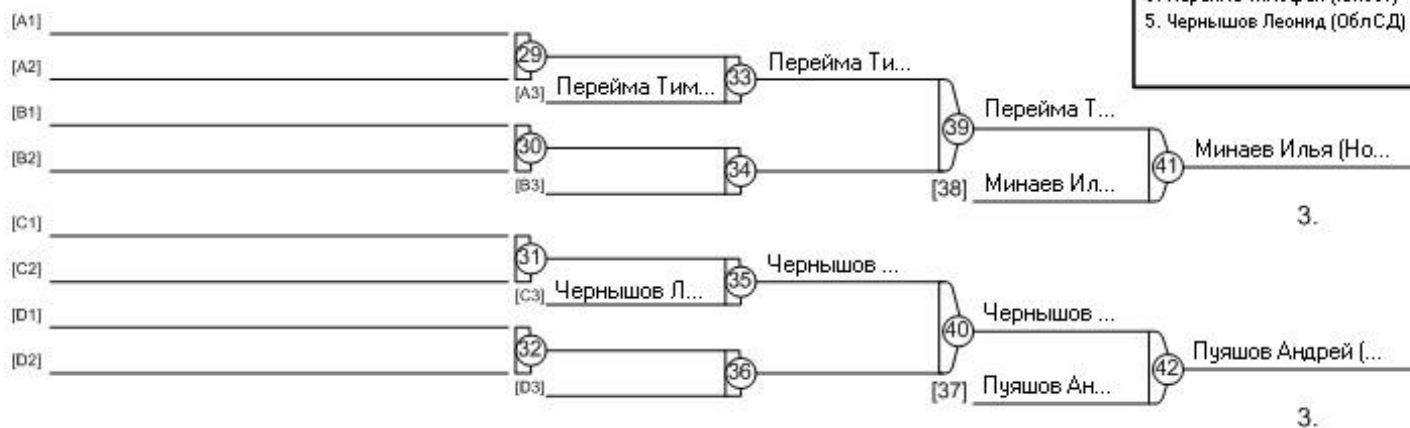 5. Чернышов Леонид (ОблСД)
[A1]
29
[A2]
Перейма Ти...
[A3] Перейма Тим...
33
[B1]
Перейма Т...
39
[B2]
30
Минаев Илья (Но...
34
41
[B3]
[38] Минаев Ил...
3.
[C1]
31
[C2]
Чернышов ...
[C3] Чернышов Л...
35
[D1]
Чернышов ...
40
[D2]
32
Пуяшов Андрей (...
36
42
[D3]
[37] Пуяшов Ан...
3.